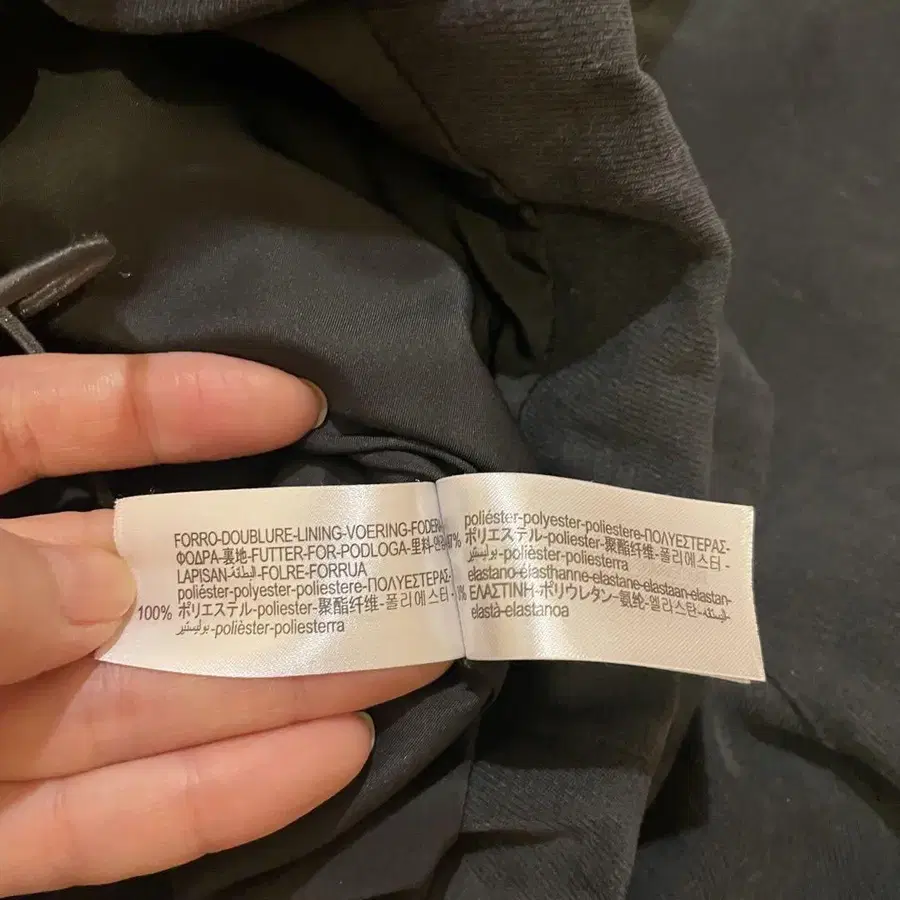 FORRO-DOUBLURE-LINING-VOERING-FODER-
ΦΟΔΡΑ-裏地-FUTTER-FOR-PODLOGA-里料-안감-
LAPISAN-البطانة-FOLRE-FORRUA
poliéster-polyester-poliestere-ΠΟΛΥΕΣΤΕΡΑΣ-
100% ポリエステル-poliester-聚酯纤维-폴리에스터-
بوليستير-polièster-poliesterra
poliéster-polyester-poliestere-ΠΟΛΥΕΣΤΕΡΑΣ-
7% ポリエステル-poliester-聚酯纤维-폴리에스터-
بوليستير-polièster-poliesterra
elastano-élasthanne-elastane-elastaan-elastan-
% ΕΛΑΣΤΙΝΗ-ポリウレタン-氨纶-엘라스탄-
elastà-elastanoa